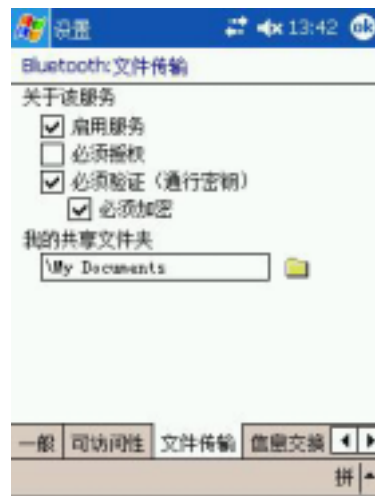 设置 13:42 ok
Bluetooth:文件传输
关于该服务
启用服务
必须授权
必须验证（通行密钥）
必须加密
我的共享文件夹
\My Documents
一般 可访问性 文件传输 信息交换
拼